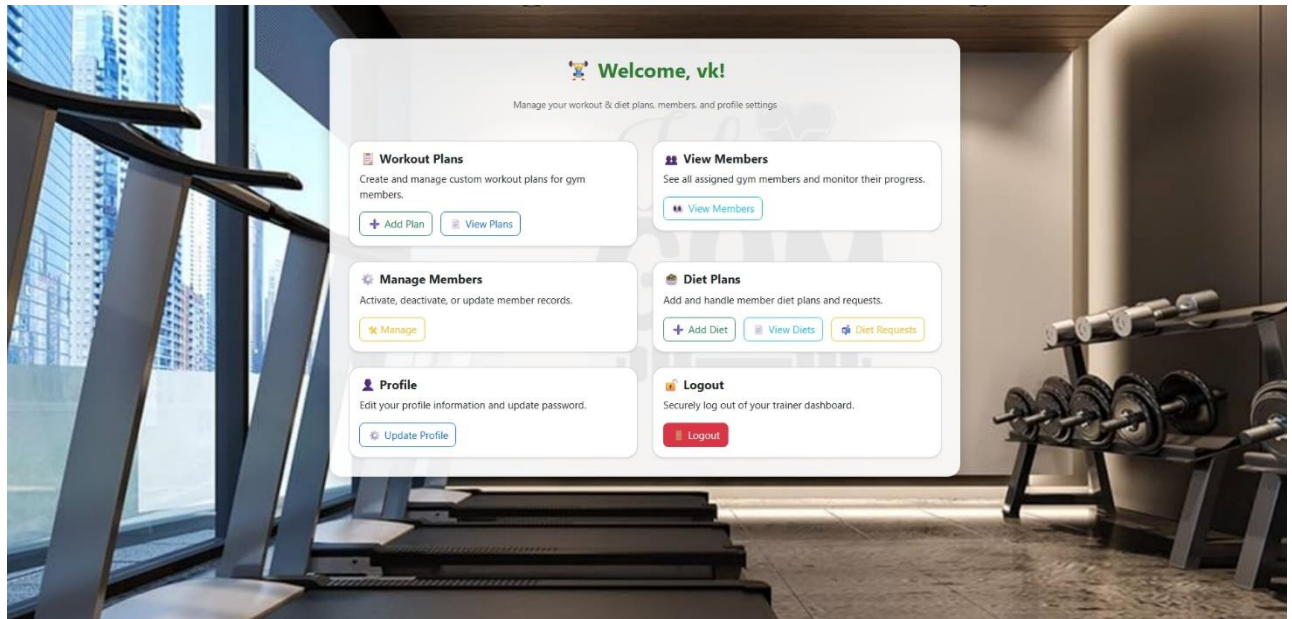 Welcome, vk!
Manage your workout & diet plans, members, and profile settings
Workout Plans
Create and manage custom workout plans for gym
members.
Add Plan
View Plans
View Members
See all assigned gym members and monitor their progress.
View Members
Manage Members
Activate, deactivate, or update member records.
Manage
Diet Plans
Add and handle member diet plans and requests.
Add Diet
View Diets
Diet Requests
Profile
Edit your profile information and update password.
Update Profile
Logout
Securely log out of your trainer dashboard.
Logout